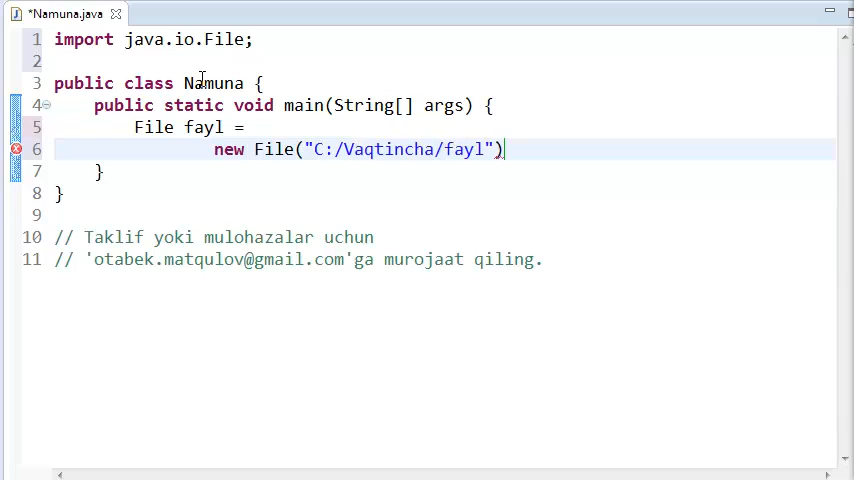 *Namuna.java
1 import java.io.File;
2
3 public class Namuna {
4 public static void main(String[] args) {
5 File fayl =
6 new File("C:/Vaqtincha/fayl")
7 }
8 }
9
10 // Taklif yoki mulohazalar uchun
11 // 'otabek.matqulov@gmail.com'ga murojaat qiling.